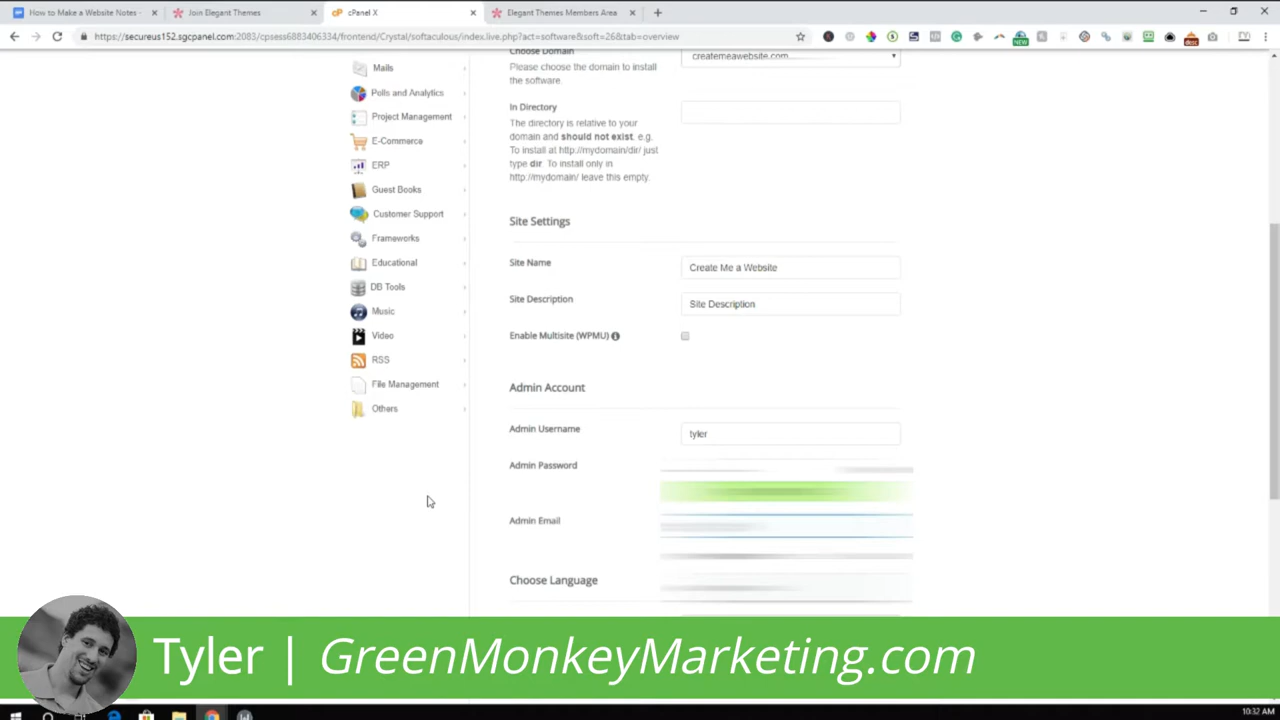 How to Make a Website Notes -
Join Elegant Themes
cPanel X
Elegant Themes Members Area
https://secureus152.sgcpanel.com:2083/cpsess6883406334/frontend/Crystal/softaculous/index.live.php?act=software&soft=26&tab=overview
Mails
Polls and Analytics
Project Management
E-Commerce
ERP
Guest Books
Customer Support
Frameworks
Educational
DB Tools
Music
Video
RSS
File Management
Others
Choose Domain
createmeawebsite.com
Please choose the domain to install
the software.
In Directory
The directory is relative to your
domain and should not exist. e.g.
To install at http://mydomain/dir/ just
type dir. To install only in
http://mydomain/ leave this empty.
Site Settings
Site Name
Create Me a Website
Site Description
Site Description
Enable Multisite (WPMU)
Admin Account
Admin Username
tyler
Admin Password
Admin Email
Choose Language
Tyler | GreenMonkeyMarketing.com
10:32 AM